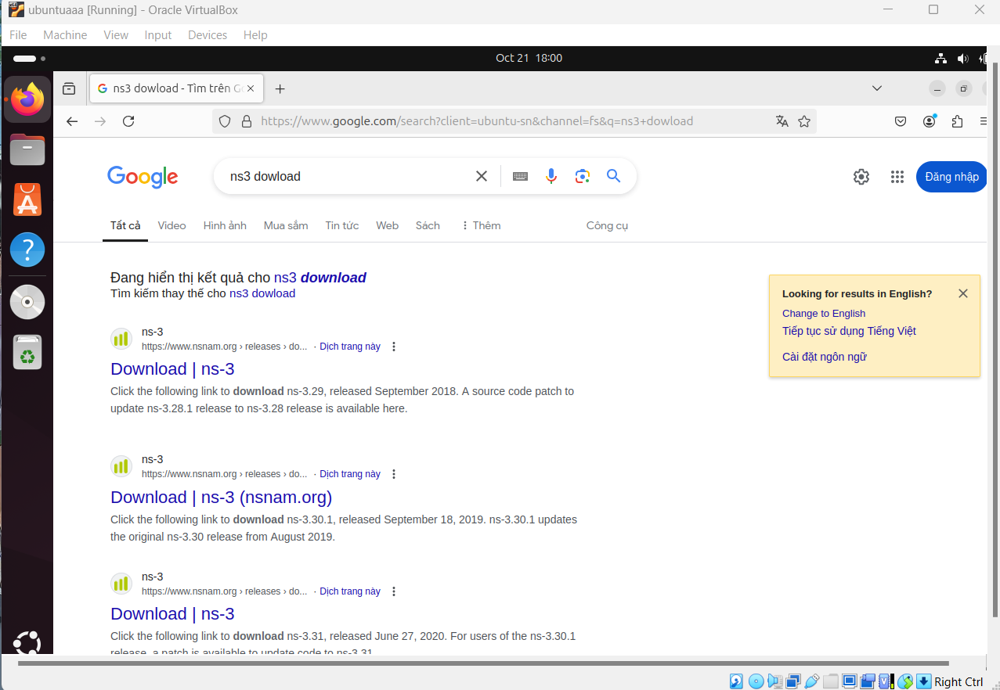 ubuntuaaa [Running] - Oracle VirtualBox
File Machine View Input Devices Help
Oct 21 18:00
ns3 dowload - Tìm trên G
https://www.google.com/search?client=ubuntu-sn&channel=fs&q=ns3+dowload
Google
ns3 dowload
Đăng nhập
Tất cả Video Hình ảnh Mua sắm Tin tức Web Sách Thêm Công cụ
Đang hiển thị kết quả cho ns3 download
Tìm kiếm thay thế cho ns3 dowload
Looking for results in English?
Change to English
Tiếp tục sử dụng Tiếng Việt
Cài đặt ngôn ngữ
ns-3
https://www.nsnam.org › releases › do... · Dịch trang này
Download | ns-3
Click the following link to download ns-3.29, released September 2018. A source code patch to
update ns-3.28.1 release to ns-3.28 release is available here.
ns-3
https://www.nsnam.org › releases › do... · Dịch trang này
Download | ns-3 (nsnam.org)
Click the following link to download ns-3.30.1, released September 18, 2019. ns-3.30.1 updates
the original ns-3.30 release from August 2019.
ns-3
https://www.nsnam.org › releases › do... · Dịch trang này
Download | ns-3
Click the following link to download ns-3.31, released June 27, 2020. For users of the ns-3.30.1
release, a patch is available to update code to ns-3.31
Right Ctrl